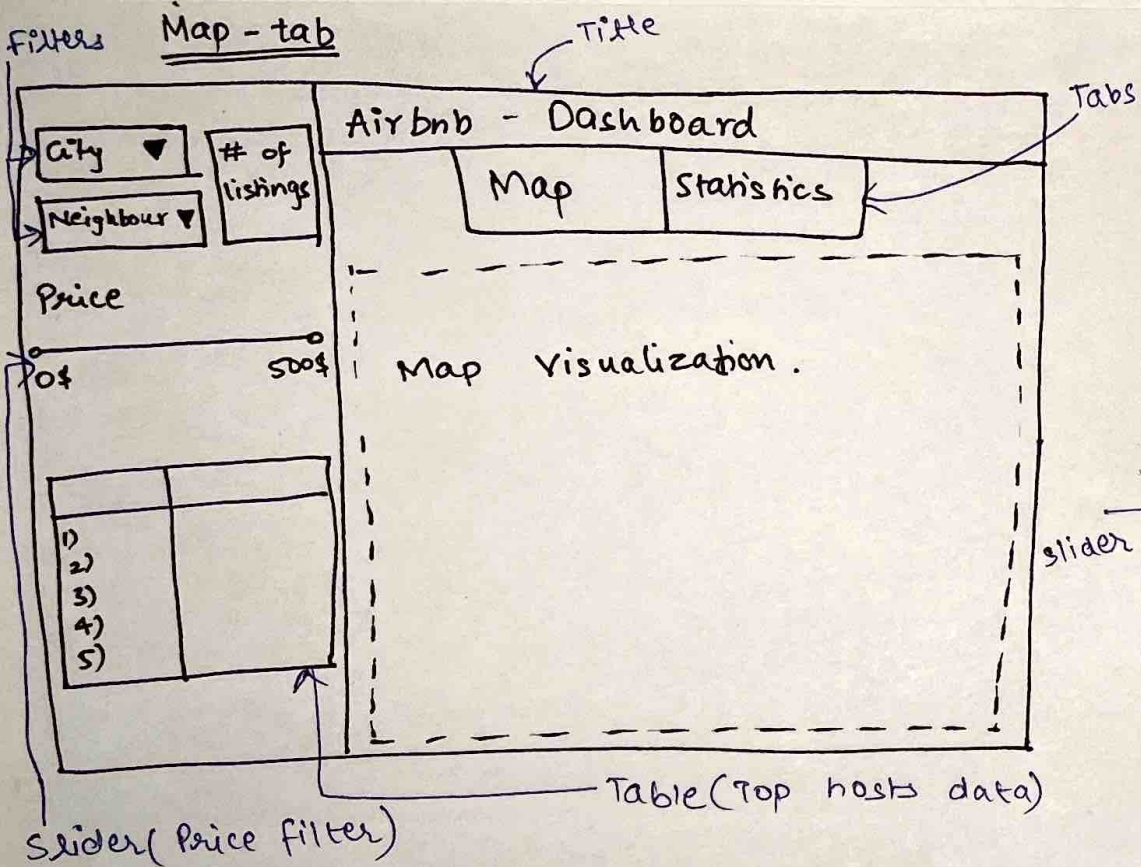 Filters
Map - tab
Title
Tabs
Airbnb - Dashboard
City ▼
# of
listings
Neighbour ▼
Map
Statistics
Price
0$
500$
Map Visualization.
1)
2)
3)
4)
5)
slider
Table (Top hosts data)
Slider (Price filter)